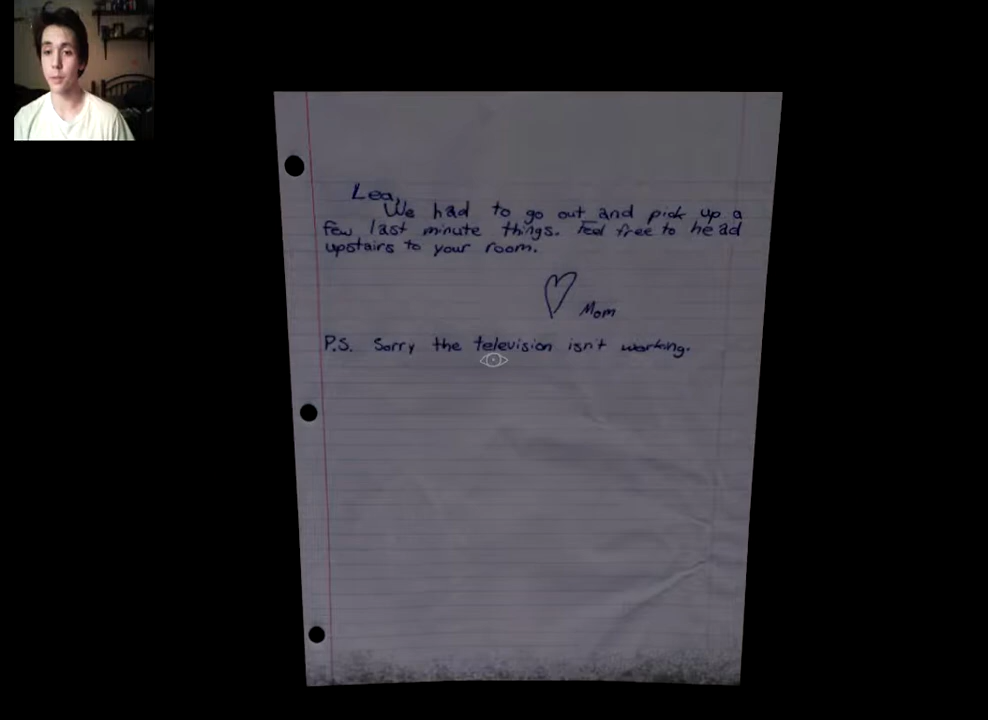 Lea,
We had to go out and pick up a
few last minute things. Feel free to head
upstairs to your room.
Mom
P.S. Sorry the television isn't working.